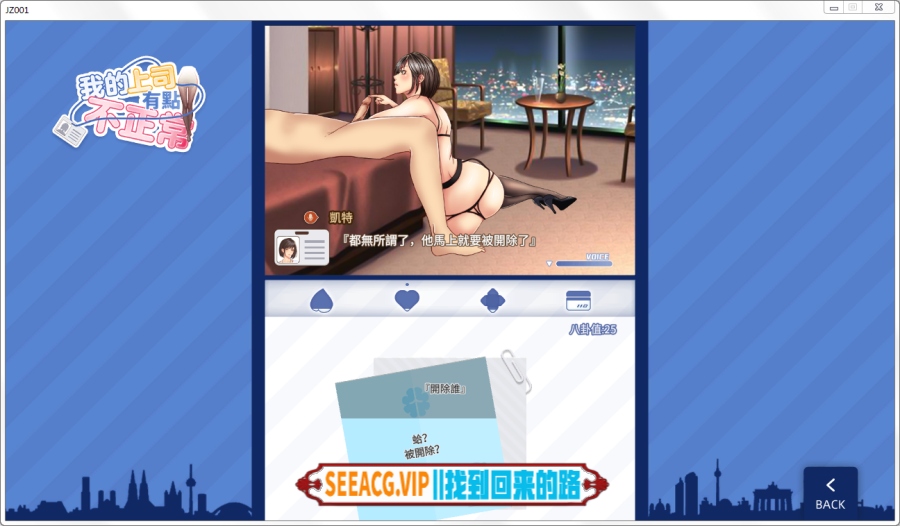 JZ001
我的上司
有點
不正常
凱特
『都無所謂了，他馬上就要被開除了』
VOICE
八卦值:25
『開除誰』
蛤？
被開除？
SEEACG.VIP||找到回来的路
BACK